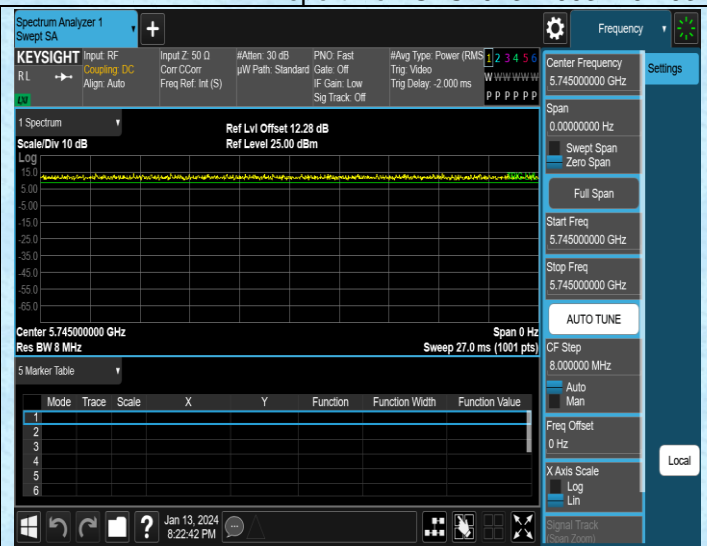 Spectrum Analyzer 1
Swept SA
+
Frequency
KEYSIGHT
RL
LXI
Input: RF
Coupling: DC
Align: Auto
Input Z: 50 Ω
Corr CCorr
Freq Ref: Int (S)
#Atten: 30 dB
µW Path: Standard
PNO: Fast
Gate: Off
IF Gain: Low
Sig Track: Off
#Avg Type: Power (RMS
Trig: Video
Trig Delay: -2.000 ms
1 2 3 4 5 6
W W W W W W
P P P P P P
1 Spectrum
Scale/Div 10 dB
Ref Lvl Offset 12.28 dB
Ref Level 25.00 dBm
Log
15.0
5.00
-5.00
-15.0
-25.0
-35.0
-45.0
-55.0
-65.0
Center 5.745000000 GHz
Span 0 Hz
Res BW 8 MHz
Sweep 27.0 ms (1001 pts)
5 Marker Table
Mode Trace Scale X Y Function Function Width Function Value
1
2
3
4
5
6
Jan 13, 2024
8:22:42 PM
?
Center Frequency
5.745000000 GHz
Span
0.00000000 Hz
Swept Span
Zero Span
Full Span
Start Freq
5.745000000 GHz
Stop Freq
5.745000000 GHz
AUTO TUNE
CF Step
8.000000 MHz
Auto
Man
Freq Offset
0 Hz
X Axis Scale
Log
Lin
Signal Track
(Span Zoom)
Settings
Local